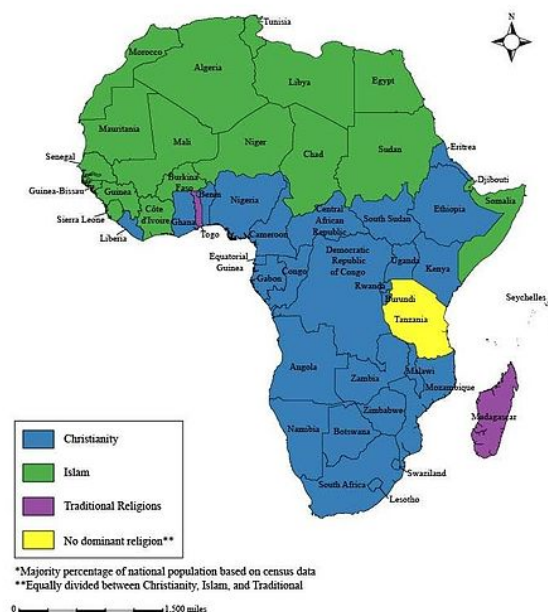 N
Tunisia
Morocco
Algeria
Libya
Egypt
Mauritania
Mali
Niger
Chad
Sudan
Eritrea
Senegal
Guinea-Bissau
Guinea
Burkina
Faso
Benin
Djibouti
Somalia
Sierra Leone
Côte
d'Ivoire
Ghana
Togo
Nigeria
Liberia
Cameroon
Central
African
Republic
South Sudan
Ethiopia
Equatorial
Guinea
Gabon
Congo
Democratic
Republic
of Congo
Uganda
Kenya
Rwanda
Burundi
Tanzania
Seychelles
Angola
Zambia
Malawi
Mozambique
Zimbabwe
Madagascar
Namibia
Botswana
Swaziland
South Africa
Lesotho
Christianity
Islam
Traditional Religions
No dominant religion**
*Majority percentage of national population based on census data
**Equally divided between Christianity, Islam, and Traditional
0 1,500 miles